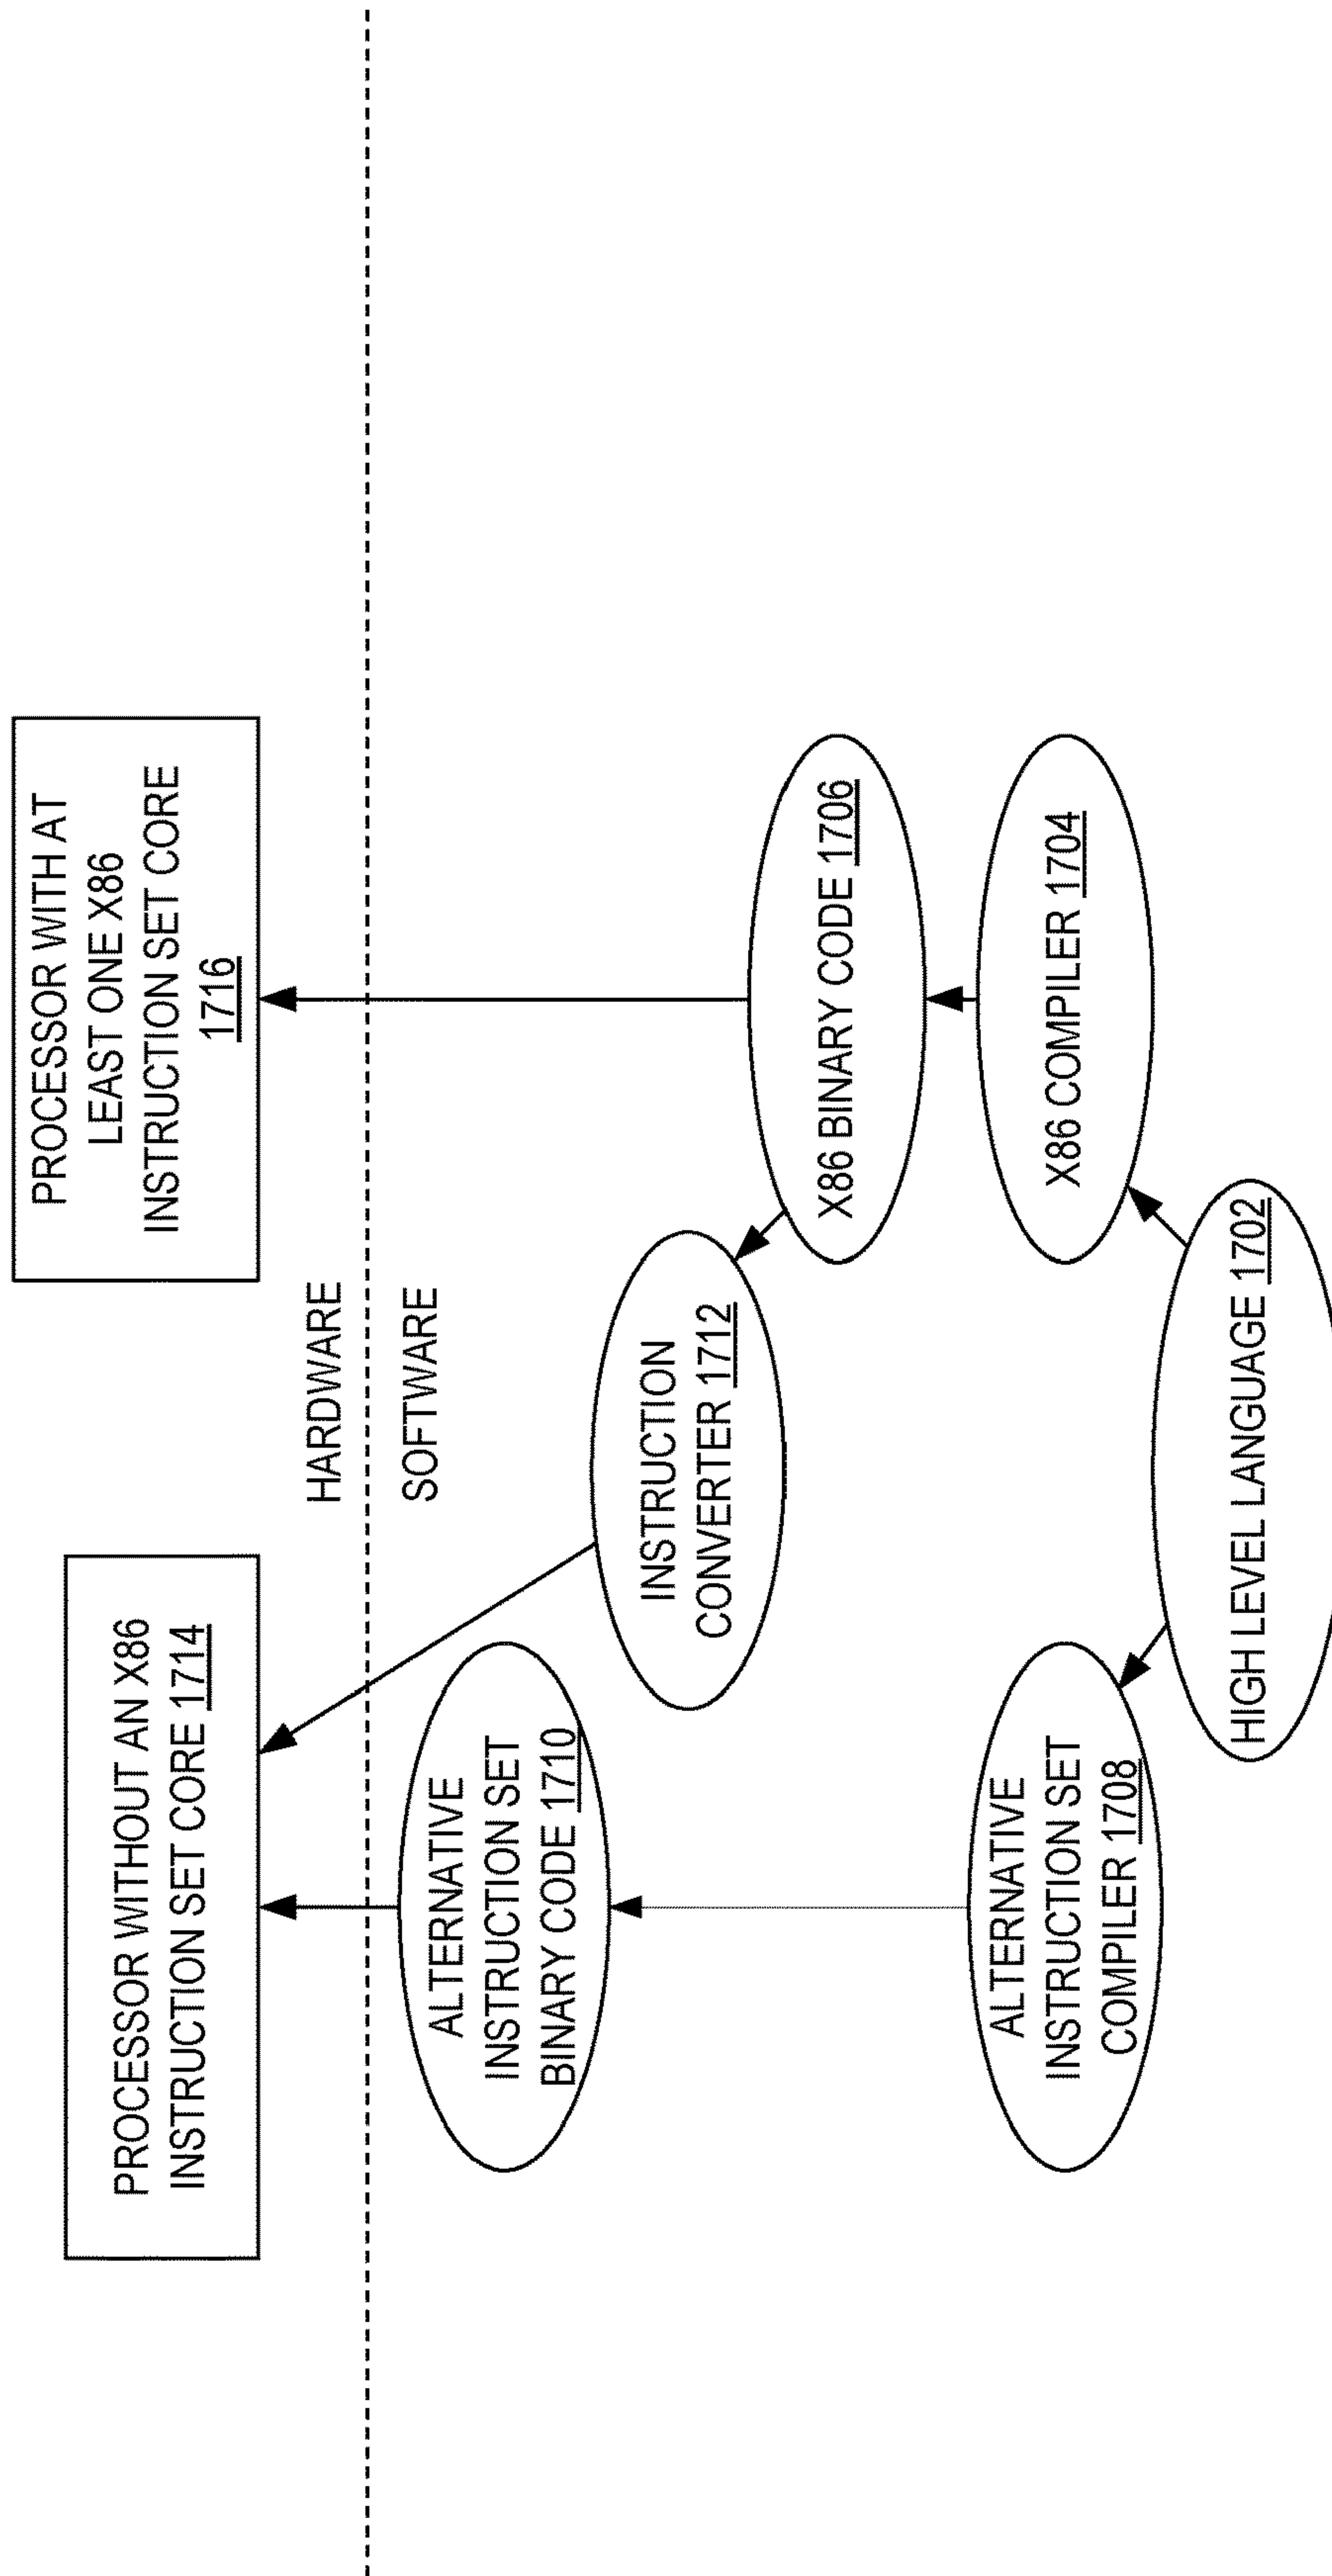 PROCESSOR WITHOUT AN X86
INSTRUCTION SET CORE 1714
PROCESSOR WITH AT
LEAST ONE X86
INSTRUCTION SET CORE
1716
HARDWARE
SOFTWARE
ALTERNATIVE
INSTRUCTION SET
BINARY CODE 1710
INSTRUCTION
CONVERTER 1712
X86 BINARY CODE 1706
ALTERNATIVE
INSTRUCTION SET
COMPILER 1708
X86 COMPILER 1704
HIGH LEVEL LANGUAGE 1702